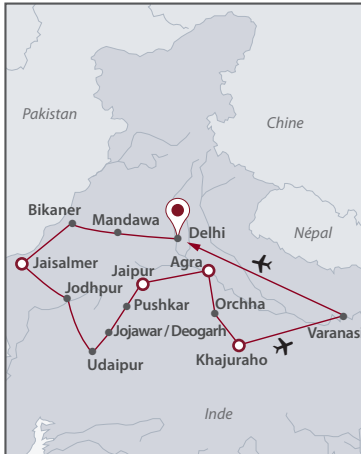 Pakistan
Chine
Bikaner
Mandawa
Delhi
Népal
Jaisalmer
Agra
Jaipur
Jodhpur
Pushkar
Orchha
Jojawar / Deogarh
Varanasi
Khajuraho
Udaipur
Inde